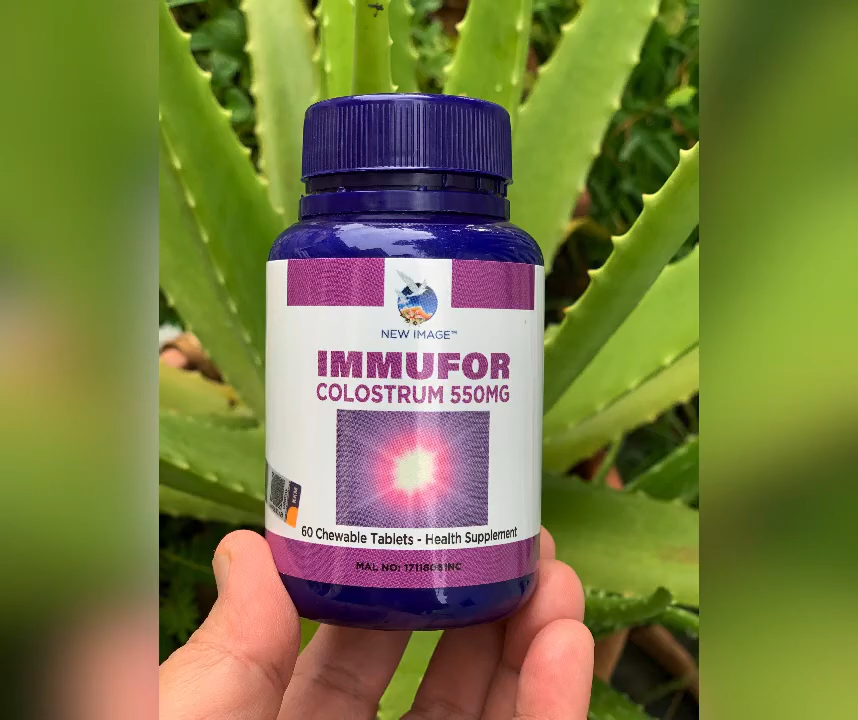 NEW IMAGE™
IMMUFOR
COLOSTRUM 550MG
60 Chewable Tablets - Health Supplement
MAL NO: 17118081NC